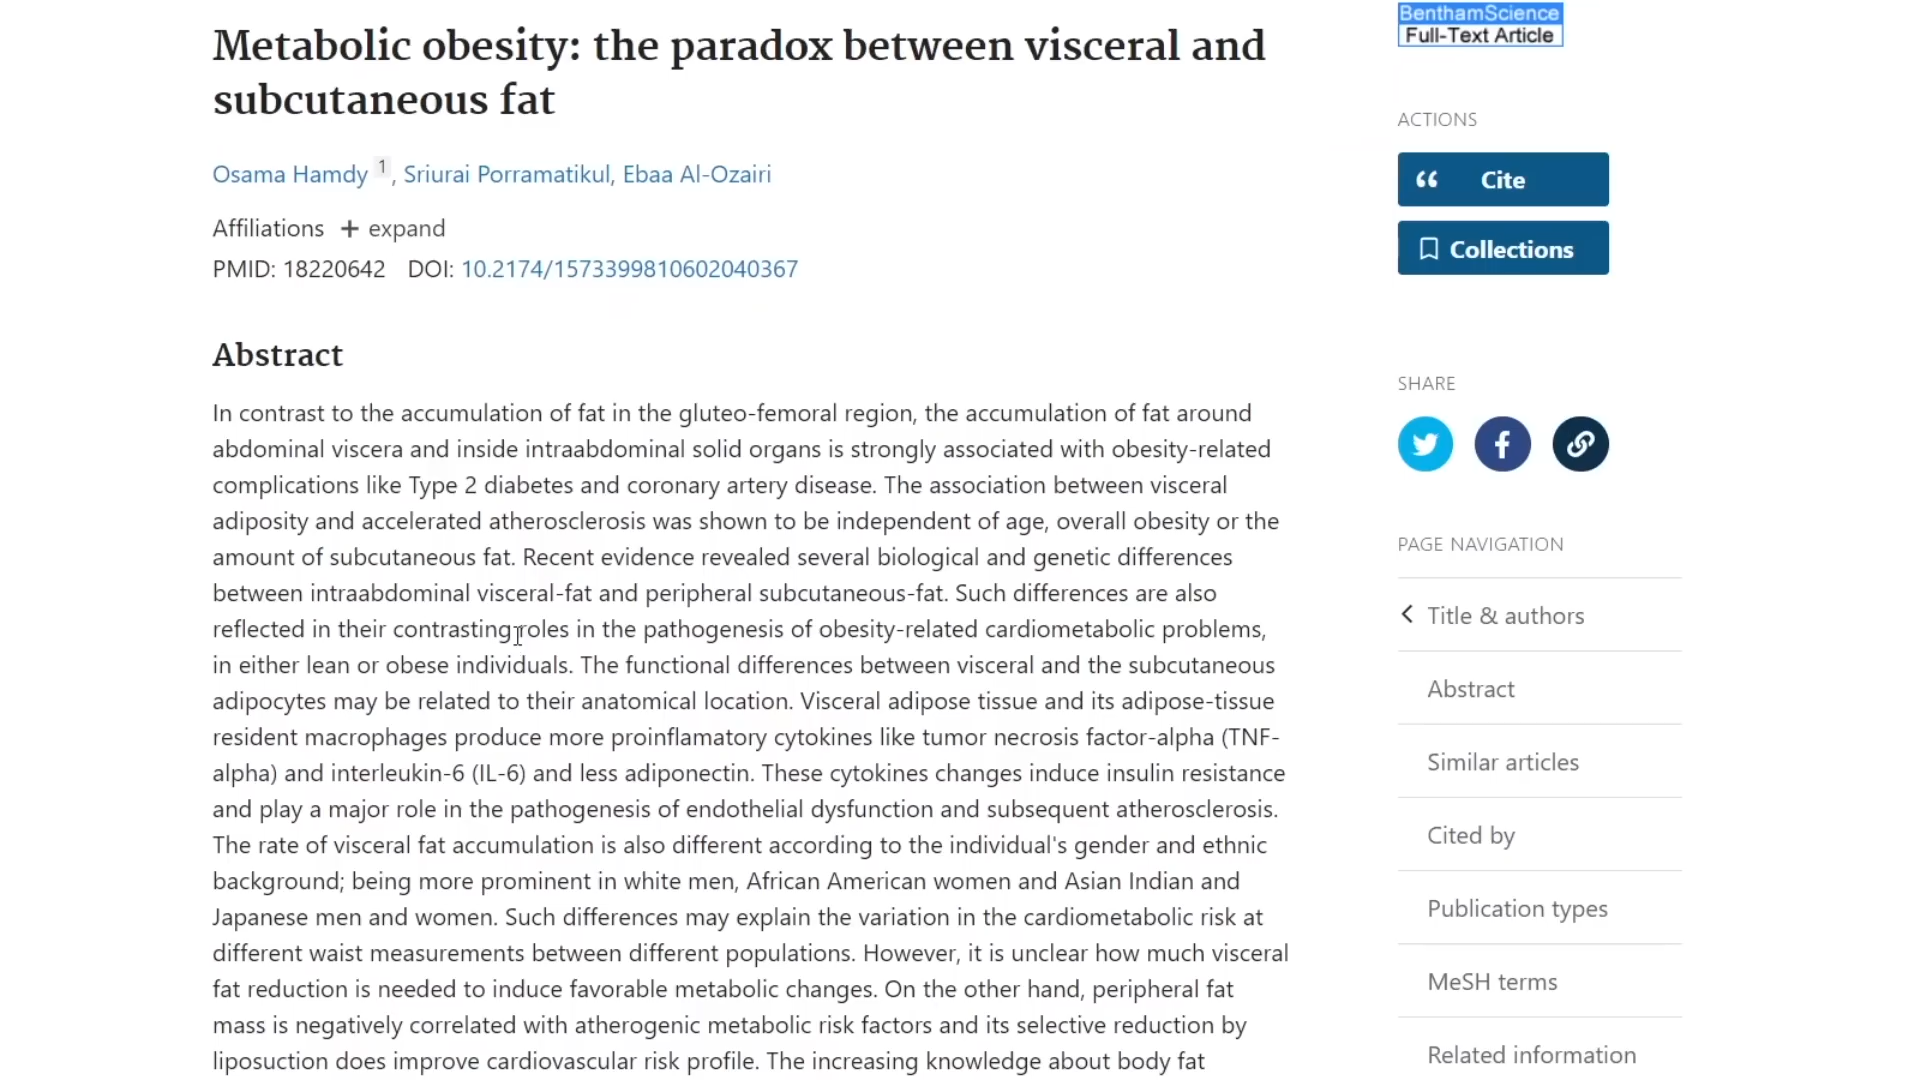 Metabolic obesity: the paradox between visceral and
subcutaneous fat
Osama Hamdy 1, Sriurai Porramatikul, Ebaa Al-Ozairi
Affiliations + expand
PMID: 18220642 DOI: 10.2174/1573399810602040367
Abstract
In contrast to the accumulation of fat in the gluteo-femoral region, the accumulation of fat around
abdominal viscera and inside intraabdominal solid organs is strongly associated with obesity-related
complications like Type 2 diabetes and coronary artery disease. The association between visceral
adiposity and accelerated atherosclerosis was shown to be independent of age, overall obesity or the
amount of subcutaneous fat. Recent evidence revealed several biological and genetic differences
between intraabdominal visceral-fat and peripheral subcutaneous-fat. Such differences are also
reflected in their contrasting roles in the pathogenesis of obesity-related cardiometabolic problems,
in either lean or obese individuals. The functional differences between visceral and the subcutaneous
adipocytes may be related to their anatomical location. Visceral adipose tissue and its adipose-tissue
resident macrophages produce more proinflamatory cytokines like tumor necrosis factor-alpha (TNF-
alpha) and interleukin-6 (IL-6) and less adiponectin. These cytokines changes induce insulin resistance
and play a major role in the pathogenesis of endothelial dysfunction and subsequent atherosclerosis.
The rate of visceral fat accumulation is also different according to the individual's gender and ethnic
background; being more prominent in white men, African American women and Asian Indian and
Japanese men and women. Such differences may explain the variation in the cardiometabolic risk at
different waist measurements between different populations. However, it is unclear how much visceral
fat reduction is needed to induce favorable metabolic changes. On the other hand, peripheral fat
mass is negatively correlated with atherogenic metabolic risk factors and its selective reduction by
liposuction does improve cardiovascular risk profile. The increasing knowledge about body fat
BenthamScience
Full-Text Article
ACTIONS
Cite
Collections
SHARE
PAGE NAVIGATION
Title & authors
Abstract
Similar articles
Cited by
Publication types
MeSH terms
Related information